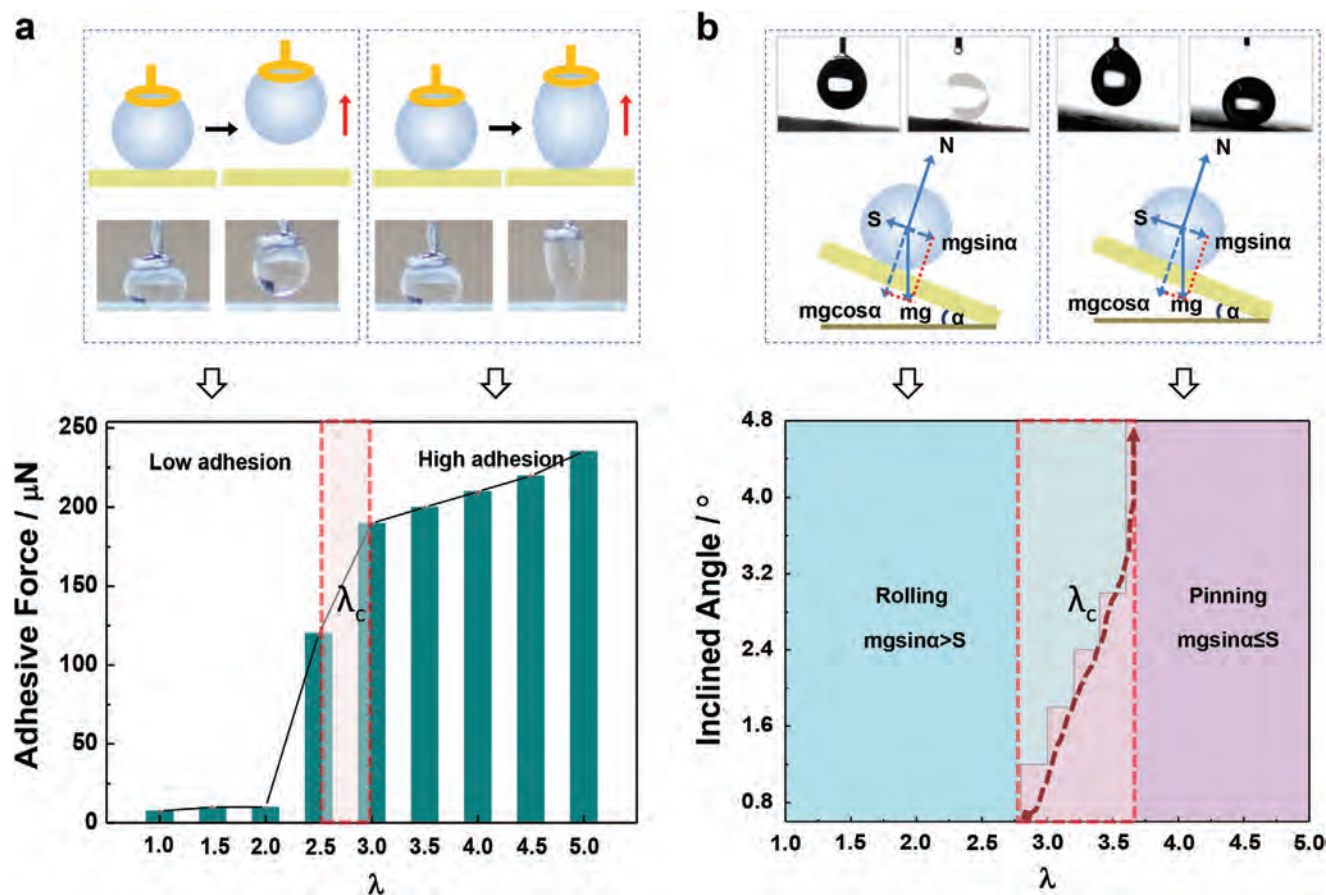 a
b
N
S
mgsinα
mgcosα
mg
α
N
S
mgsinα
mgcosα
mg
α
Adhesive Force / μN
250
200
150
100
50
0
Low adhesion
High adhesion
λc
1.0 1.5 2.0 2.5 3.0 3.5 4.0 4.5 5.0
λ
Inclined Angle / °
4.8
4.0
3.2
2.4
1.6
0.8
Rolling
mgsinα>S
λc
Pinning
mgsinα≤S
1.0 1.5 2.0 2.5 3.0 3.5 4.0 4.5 5.0
λ